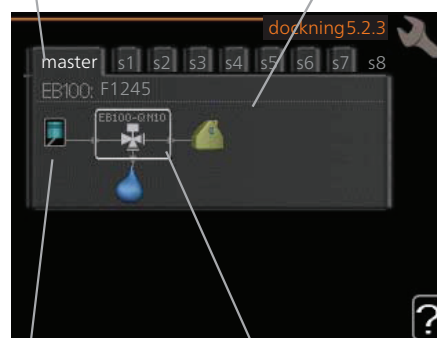 dockning 5.2.3
master s1 s2 s3 s4 s5 s6 s7 s8
EB100: F1245
EB100-QN10
?